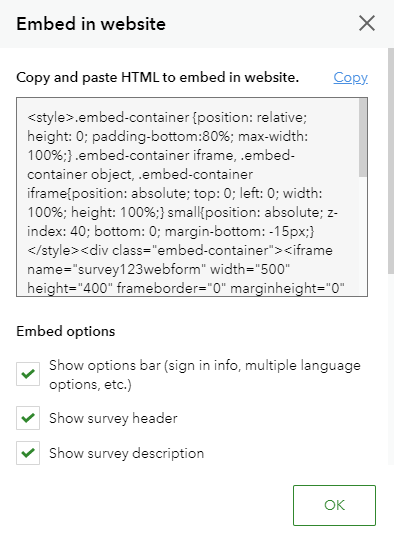 Embed in website
Copy and paste HTML to embed in website. Copy
<style>.embed-container {position: relative;
height: 0; padding-bottom:80%; max-width:
100%;} .embed-container iframe, .embed-
container object, .embed-container
iframe{position: absolute; top: 0; left: 0; width:
100%; height: 100%;} small{position: absolute; z-
index: 40; bottom: 0; margin-bottom: -15px;}
</style><div class="embed-container"><iframe
name="survey123webform" width="500"
height="400" frameborder="0" marginheight="0"
Embed options
Show options bar (sign in info, multiple language
options, etc.)
Show survey header
Show survey description
OK